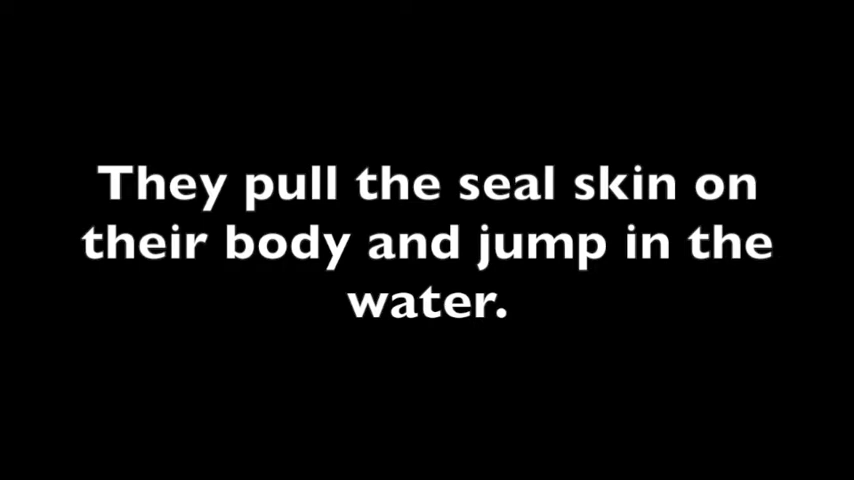 They pull the seal skin on
their body and jump in the
water.